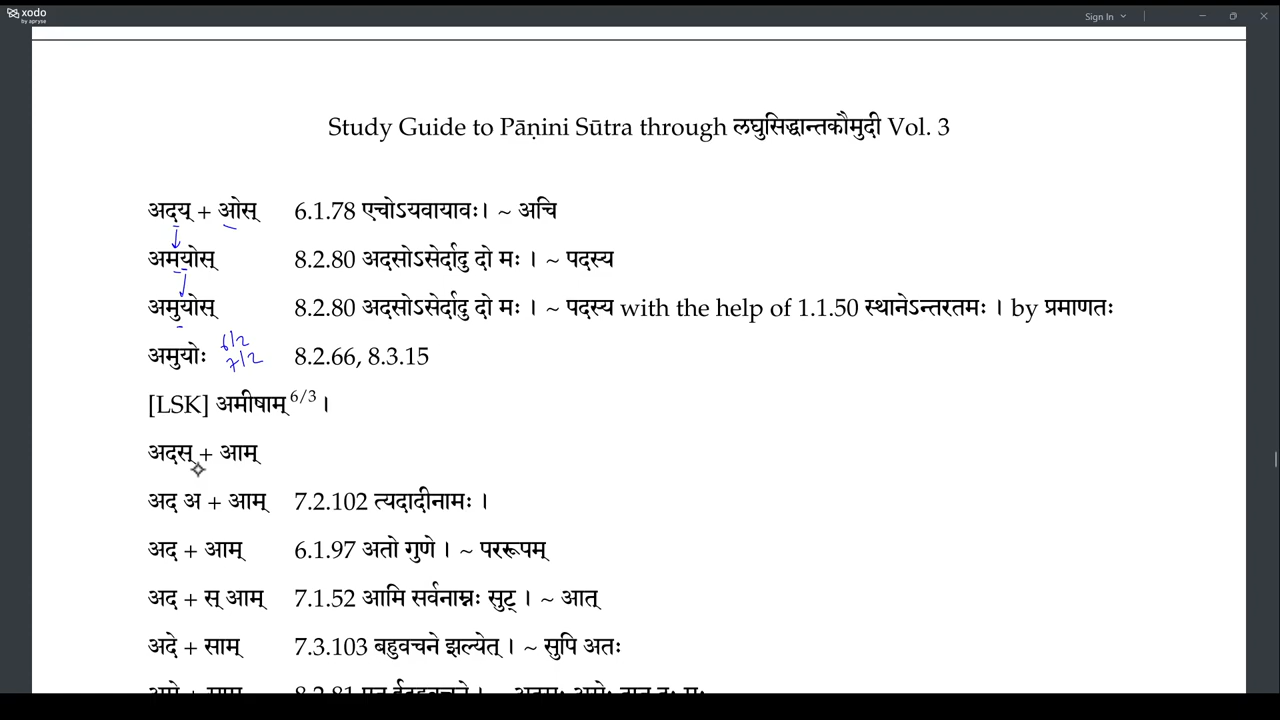 xodo
by apryse
Sign In
Study Guide to Pāṇini Sūtra through लघुसिद्धान्तकौमुदी Vol. 3
अदय् + ओस् 6.1.78 एचोऽयवायावः। ~ अचि
अमयोस् 8.2.80 अदसोऽसेर्दादु दो मः । ~ पदस्य
अमुयोस् 8.2.80 अदसोऽसेर्दादु दो मः । ~ पदस्य with the help of 1.1.50 स्थानेऽन्तरतमः । by प्रमाणतः
अमुयोः 6/2 7/2 8.2.66, 8.3.15
[LSK] अमीषाम् 6/3 ।
अदस् + आम्
अद अ + आम् 7.2.102 त्यदादीनामः ।
अद + आम् 6.1.97 अतो गुणे । ~ पररूपम्
अद + स् आम् 7.1.52 आमि सर्वनाम्नः सुट् । ~ आत्
अदे + साम् 7.3.103 बहुवचने झल्येत् । ~ सुपि अतः